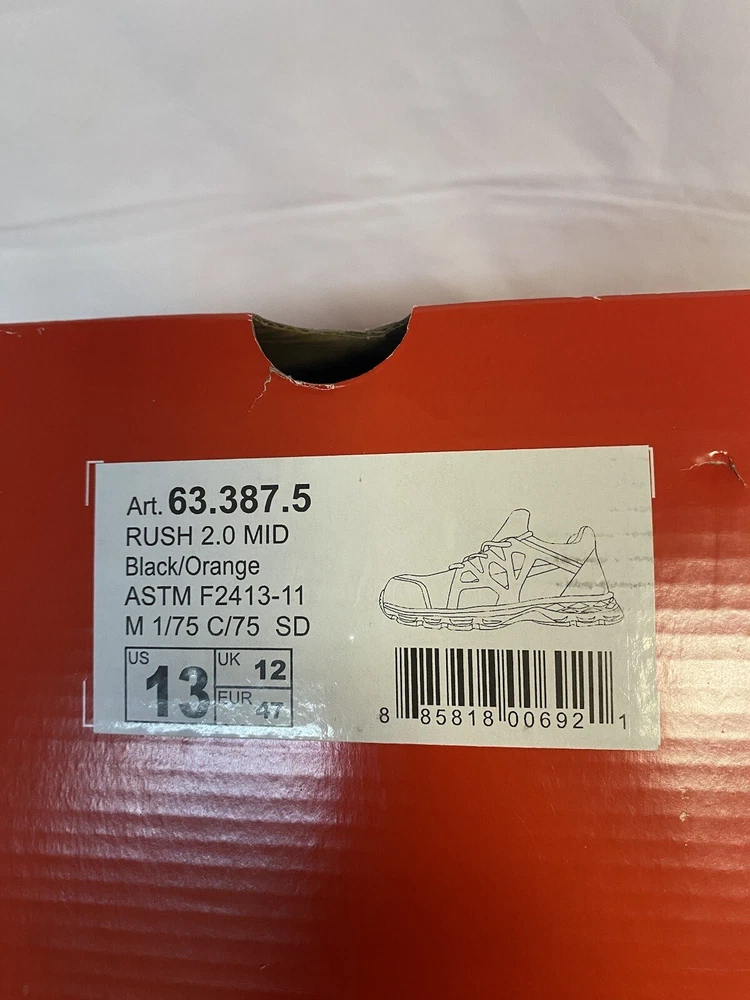 Art. 63.387.5
RUSH 2.0 MID
Black/Orange
ASTM F2413-11
M 1/75 C/75 SD
US 13
UK 12
EUR 47
8 85818 00692 1